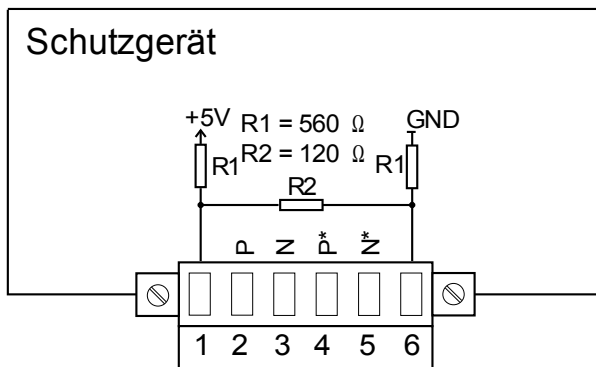 Schutzgerät
+5V R1 = 560 Ω GND
R1 R2 = 120 Ω R1
R2
P N P* N*
1 2 3 4 5 6